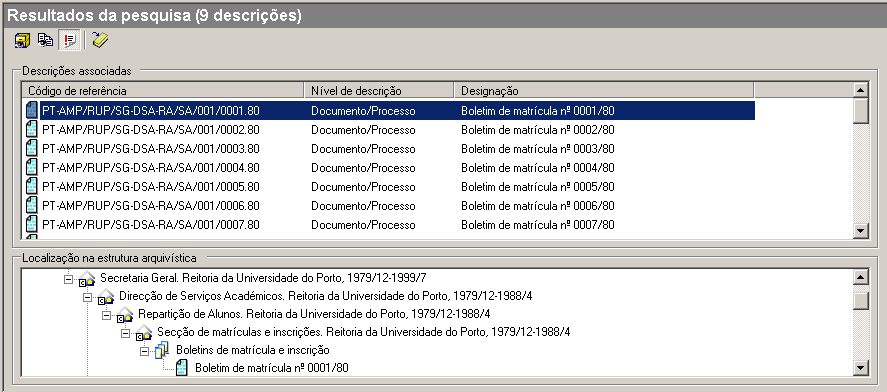 Resultados da pesquisa (9 descrições)
Descrições associadas
Código de referência Nível de descrição Designação
PT-AMP/RUP/SG-DSA-RA/SA/001/0001.80 Documento/Processo Boletim de matrícula nº 0001/80
PT-AMP/RUP/SG-DSA-RA/SA/001/0002.80 Documento/Processo Boletim de matrícula nº 0002/80
PT-AMP/RUP/SG-DSA-RA/SA/001/0003.80 Documento/Processo Boletim de matrícula nº 0003/80
PT-AMP/RUP/SG-DSA-RA/SA/001/0004.80 Documento/Processo Boletim de matrícula nº 0004/80
PT-AMP/RUP/SG-DSA-RA/SA/001/0005.80 Documento/Processo Boletim de matrícula nº 0005/80
PT-AMP/RUP/SG-DSA-RA/SA/001/0006.80 Documento/Processo Boletim de matrícula nº 0006/80
PT-AMP/RUP/SG-DSA-RA/SA/001/0007.80 Documento/Processo Boletim de matrícula nº 0007/80
Localização na estrutura arquivística
Secretaria Geral. Reitoria da Universidade do Porto, 1979/12-1999/7
Direcção de Serviços Académicos. Reitoria da Universidade do Porto, 1979/12-1988/4
Repartição de Alunos. Reitoria da Universidade do Porto, 1979/12-1988/4
Secção de matrículas e inscrições. Reitoria da Universidade do Porto, 1979/12-1988/4
Boletins de matrícula e inscrição
Boletim de matrícula nº 0001/80